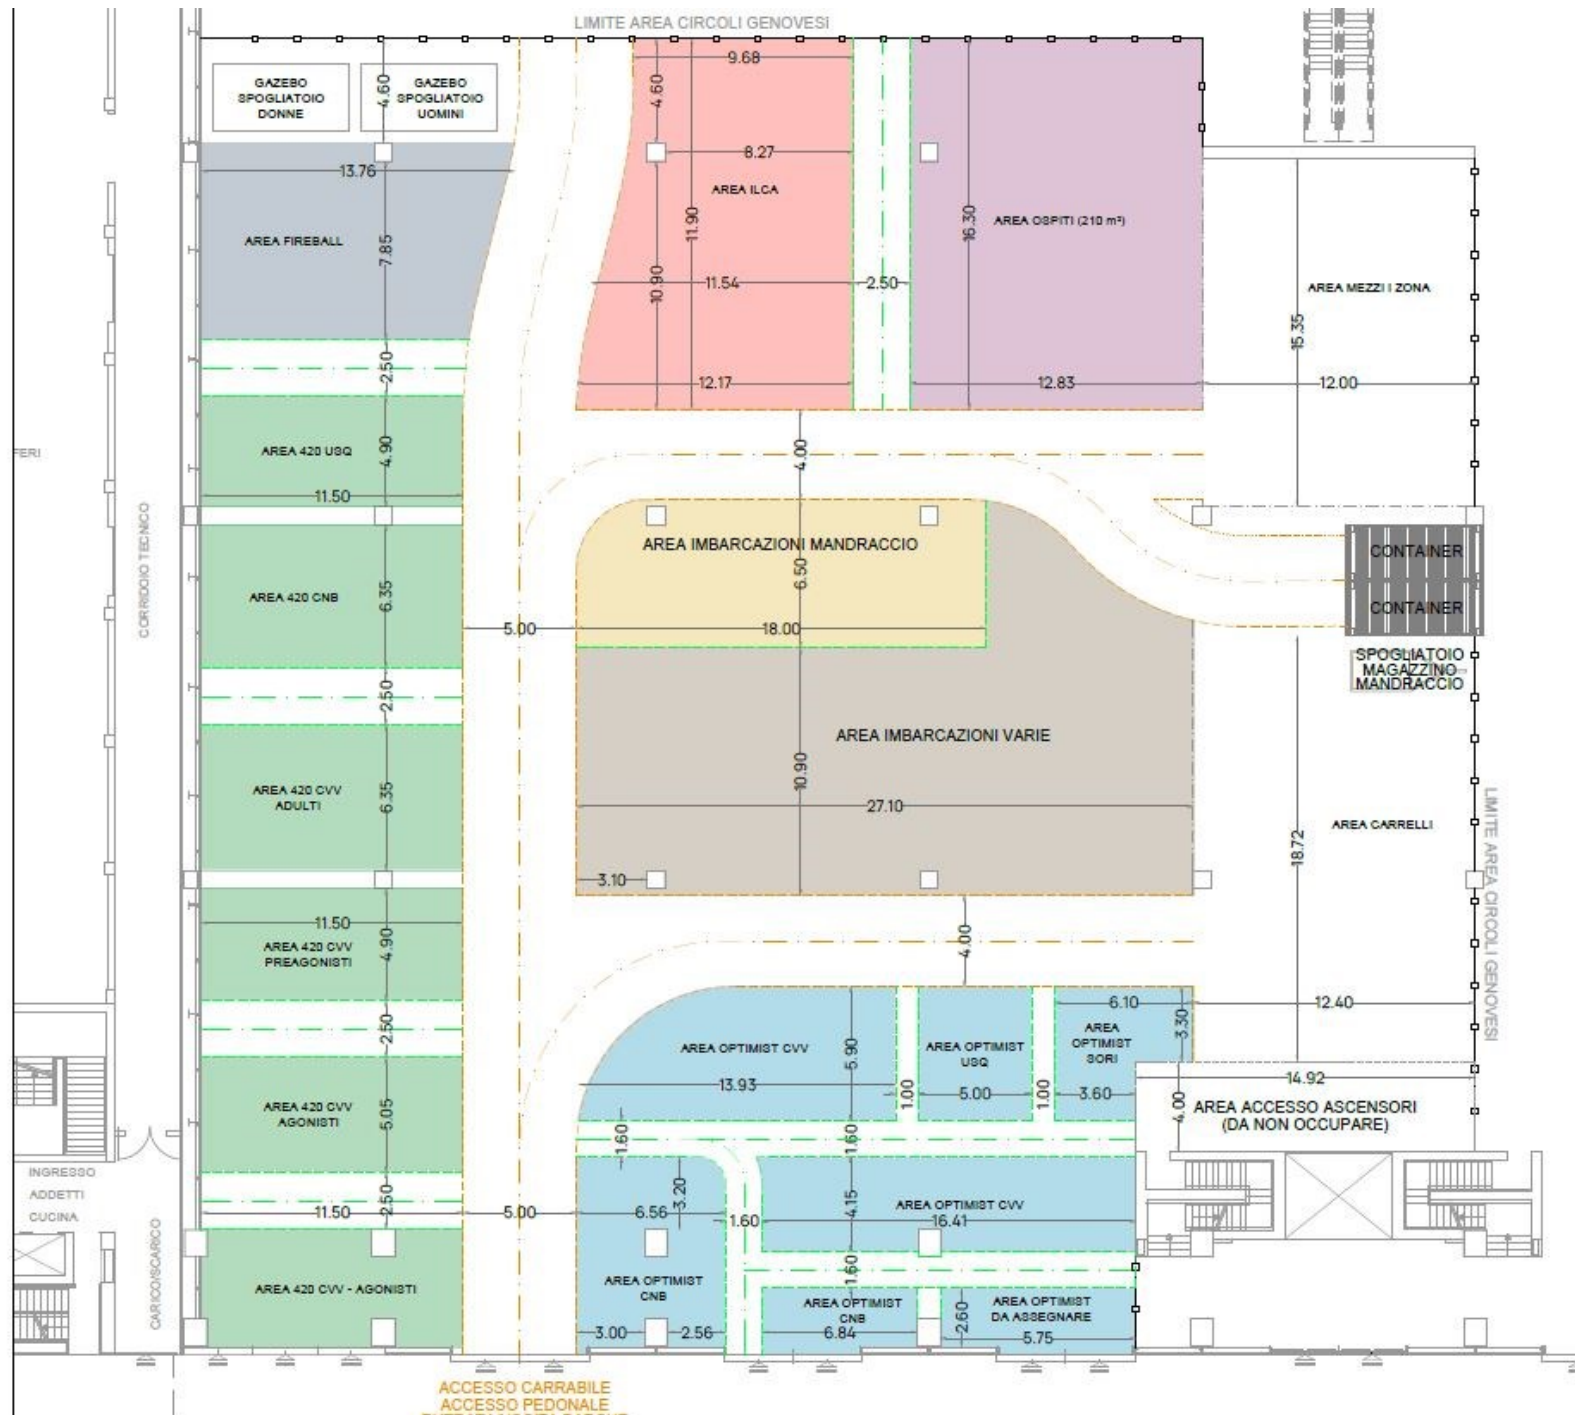 LIMITE AREA CIRCOLI GENOVESI
GAZEBO
SPOGLIATOIO
DONNE
GAZEBO
SPOGLIATOIO
UOMINI
4.60
4.60
9.68
13.76
8.27
AREA ILCA
AREA FIREBALL
7.85
11.90
10.90
11.54
2.50
12.17
AREA OSPITI (210 m²)
16.30
12.83
AREA MEZZI I ZONA
15.35
12.00
2.50
AREA 420 USQ
4.90
11.50
4.00
FERI
CORRIDOIO TECNICO
AREA IMBARCAZIONI MANDRACCIO
6.50
18.00
CONTAINER
CONTAINER
SPOGLIATOIO
MAGAZZINO
MANDRACCIO
AREA 420 CNB
6.35
5.00
2.50
AREA IMBARCAZIONI VARIE
10.90
27.10
3.10
AREA 420 CVV
ADULTI
6.35
AREA CARRELLI
18.72
LIMITE AREA CIRCOLI GENOVESI
11.50
AREA 420 CVV
PREAGONISTI
4.90
4.00
2.50
6.10
12.40
3.30
AREA OPTIMIST CVV
5.90
13.93
AREA OPTIMIST
USQ
5.00
AREA
OPTIMIST
SORI
3.60
1.00
1.00
14.92
AREA ACCESSO ASCENSORI
(DA NON OCCUPARE)
4.00
AREA 420 CVV
AGONISTI
5.05
1.60
1.60
INGRESSO
ADDETTI
CUCINA
CARICO/SCARICO
2.50
11.50
5.00
6.56
3.20
1.60
4.15
AREA OPTIMIST CVV
16.41
1.60
AREA 420 CVV - AGONISTI
AREA OPTIMIST
CNB
3.00
2.56
AREA OPTIMIST
CNB
6.84
2.60
AREA OPTIMIST
DA ASSEGNARE
5.75
ACCESSO CARRABILE
ACCESSO PEDONALE